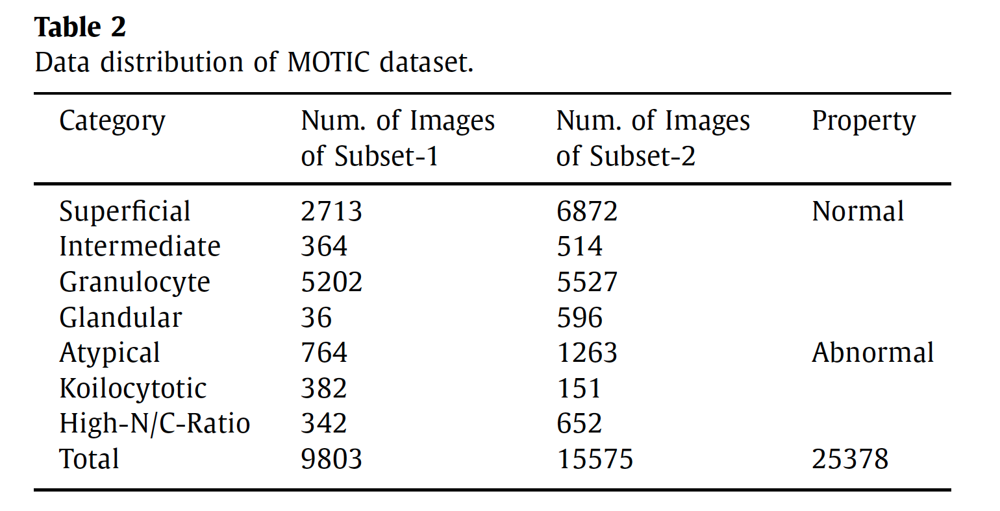 Table 2
Data distribution of MOTIC dataset.
Category Num. of Images Num. of Images Property
of Subset-1 of Subset-2
Superficial 2713 6872 Normal
Intermediate 364 514
Granulocyte 5202 5527
Glandular 36 596
Atypical 764 1263 Abnormal
Koilocytotic 382 151
High-N/C-Ratio 342 652
Total 9803 15575 25378